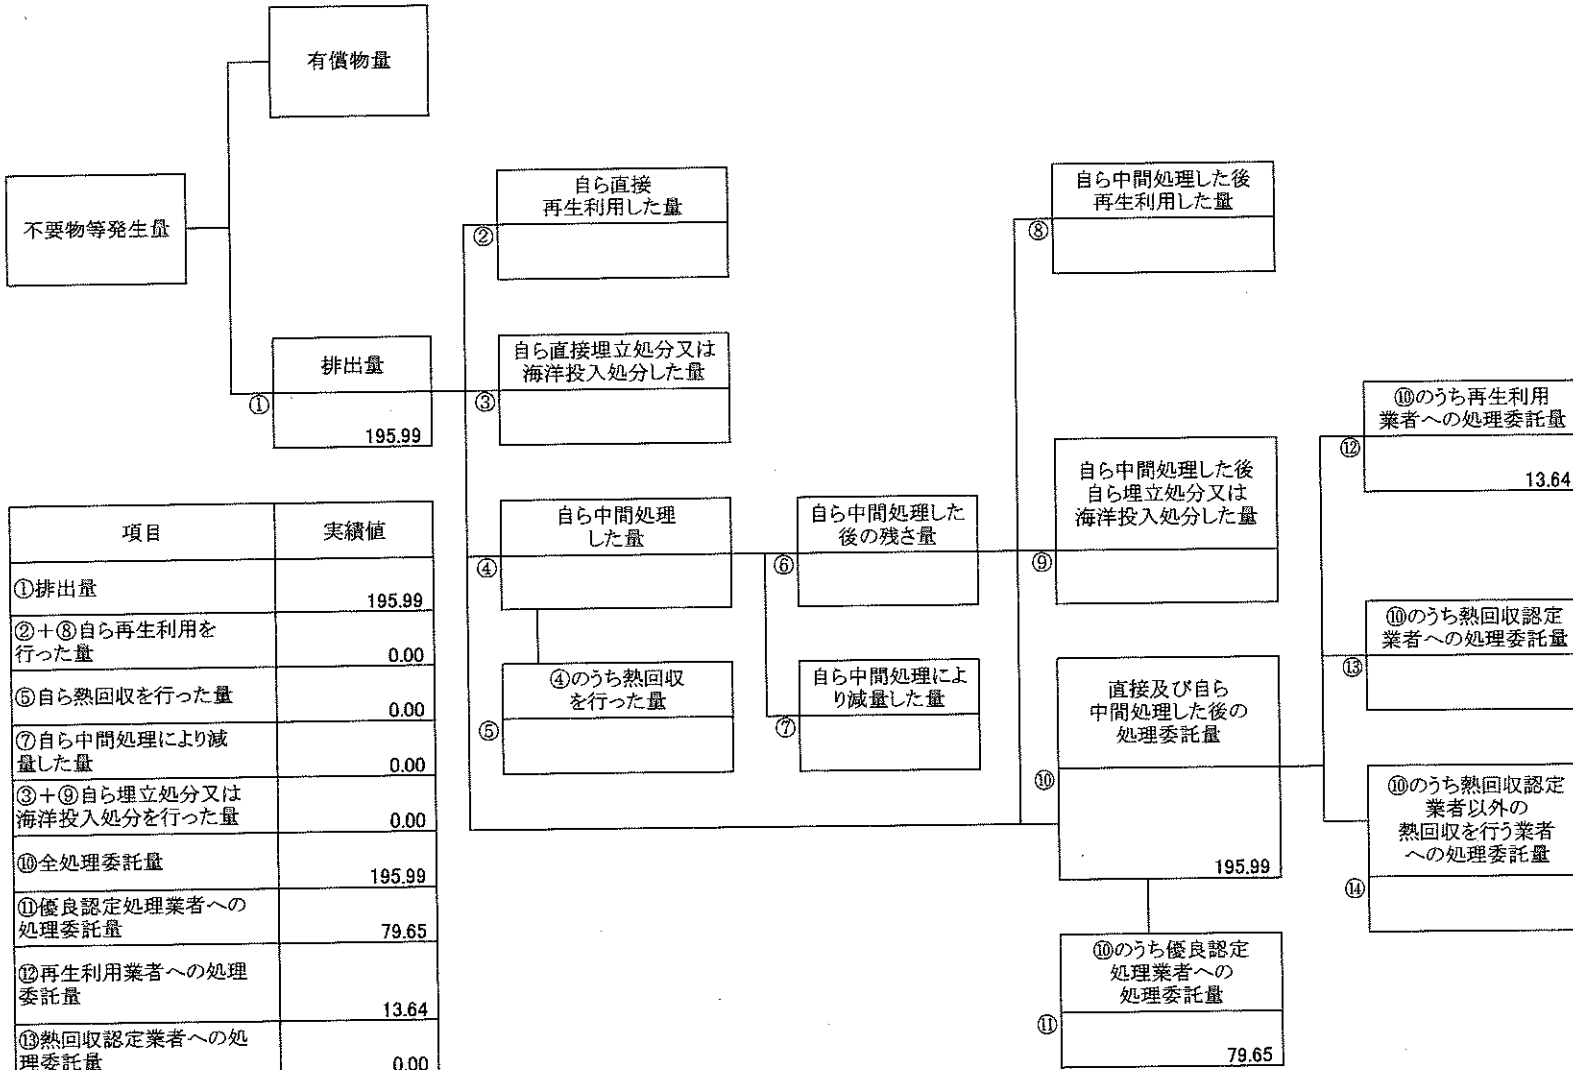 有償物量
不要物等発生量
排出量
①
195.99
自ら直接
再生利用した量
②
自ら直接埋立処分又は
海洋投入処分した量
③
自ら中間処理
した量
④
④のうち熱回収
を行った量
⑤
自ら中間処理した
後の残さ量
⑥
自ら中間処理によ
り減量した量
⑦
自ら中間処理した後
再生利用した量
⑧
自ら中間処理した後
自ら埋立処分又は
海洋投入処分した量
⑨
直接及び自ら
中間処理した後の
処理委託量
⑩
195.99
⑩のうち優良認定
処理業者への
処理委託量
⑪
79.65
⑩のうち再生利用
業者への処理委託量
⑫
13.64
⑩のうち熱回収認定
業者への処理委託量
⑬
⑩のうち熱回収認定
業者以外の
熱回収を行う業者
への処理委託量
⑭
項目 実績値
①排出量
195.99
②+⑧自ら再生利用を
行った量 0.00
⑤自ら熱回収を行った量
0.00
⑦自ら中間処理により減
量した量 0.00
③+⑨自ら埋立処分又は
海洋投入処分を行った量 0.00
⑩全処理委託量
195.99
⑪優良認定処理業者への
処理委託量 79.65
⑫再生利用業者への処理
委託量
13.64
⑬熱回収認定業者への処
理委託量 0.00